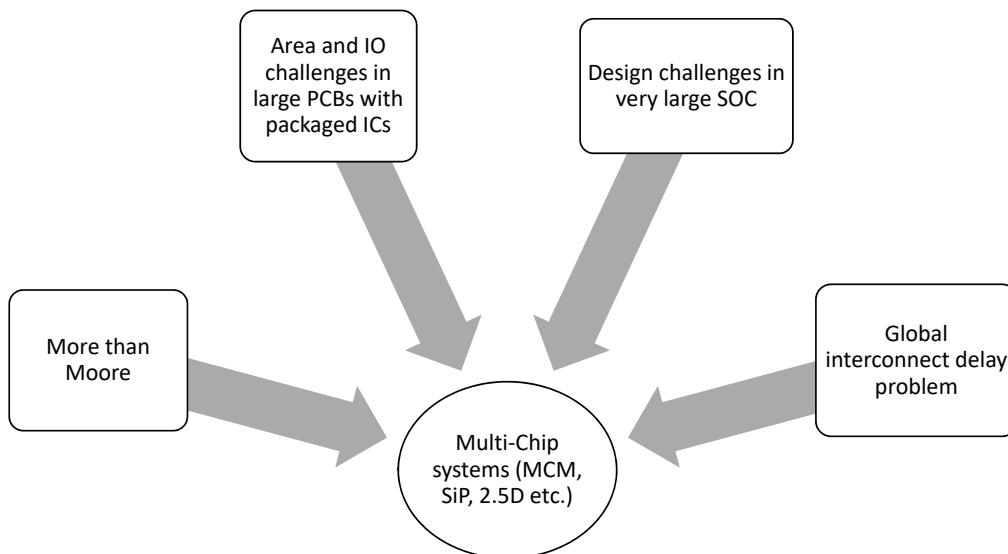 Area and IO
challenges in
large PCBs with
packaged ICs
Design challenges in
very large SOC
More than
Moore
Global
interconnect delay
problem
Multi-Chip
systems (MCM,
SiP, 2.5D etc.)